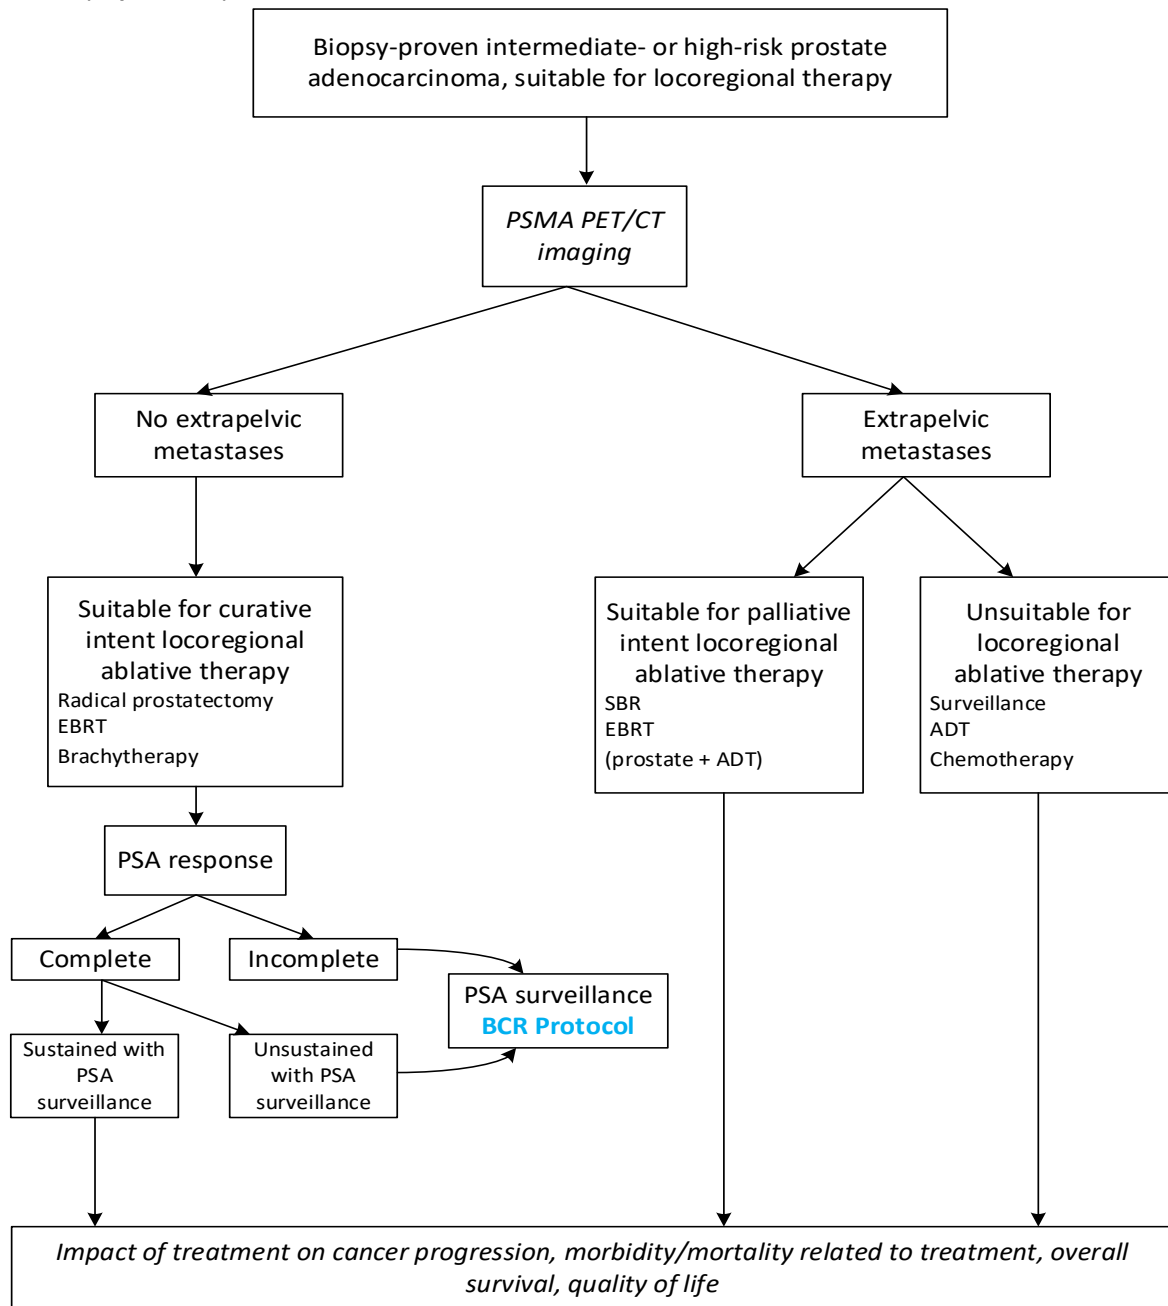 Biopsy-proven intermediate- or high-risk prostate
adenocarcinoma, suitable for locoregional therapy
PSMA PET/CT
imaging
No extrapelvic
metastases
Extrapelvic
metastases
Suitable for curative
intent locoregional
ablative therapy
Radical prostatectomy
EBRT
Brachytherapy
Suitable for palliative
intent locoregional
ablative therapy
SBR
EBRT
(prostate + ADT)
Unsuitable for
locoregional
ablative therapy
Surveillance
ADT
Chemotherapy
PSA response
Complete
Incomplete
PSA surveillance
BCR Protocol
Sustained with
PSA
surveillance
Unsustained
with PSA
surveillance
Impact of treatment on cancer progression, morbidity/mortality related to treatment, overall
survival, quality of life